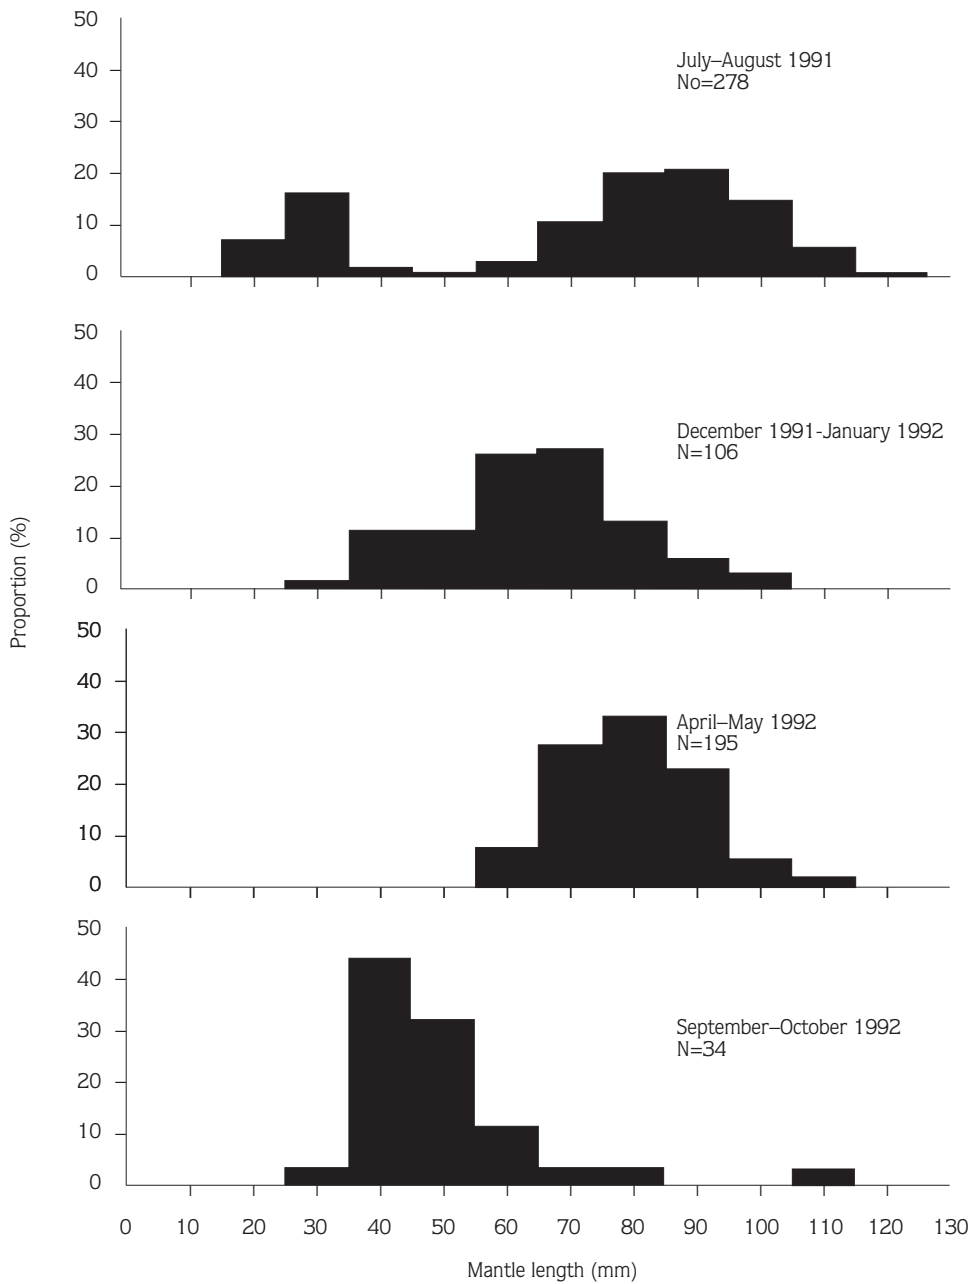 50
40
30
20
10
0
July–August 1991
No=278
50
40
30
20
10
0
December 1991-January 1992
N=106
Proportion (%)
50
40
30
20
10
0
April–May 1992
N=195
50
40
30
20
10
0
September–October 1992
N=34
0 10 20 30 40 50 60 70 80 90 100 110 120 130
Mantle length (mm)